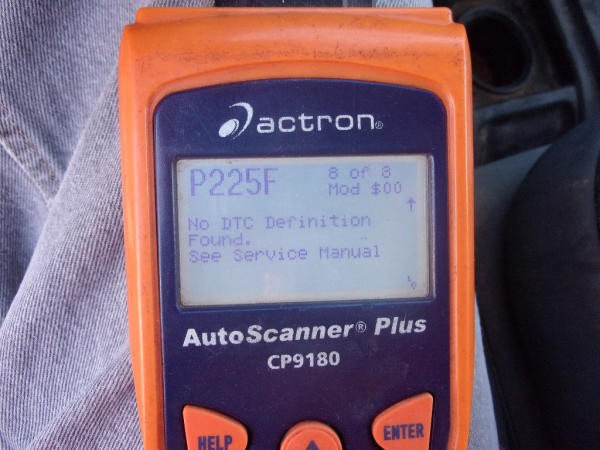 actron®
P225F 8 of 8
Mod $00
No DTC Definition
Found.
See Service Manual
AutoScanner® Plus
CP9180
HELP ENTER